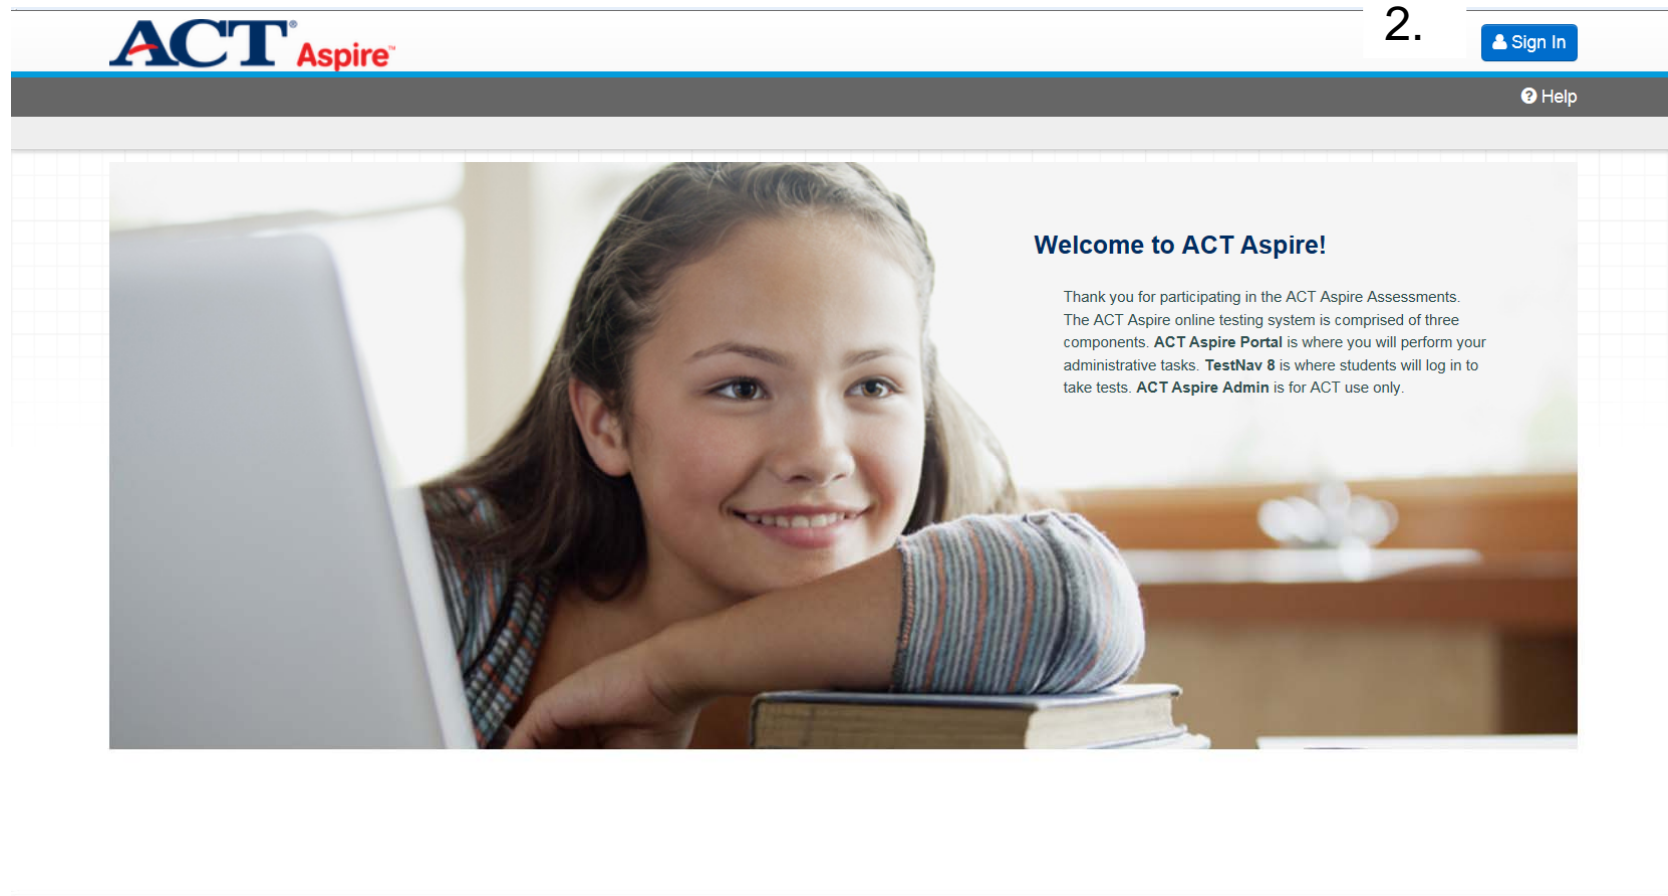 ACT® Aspire™
2.
Sign In
Help
Welcome to ACT Aspire!
Thank you for participating in the ACT Aspire Assessments.
The ACT Aspire online testing system is comprised of three
components. ACT Aspire Portal is where you will perform your
administrative tasks. TestNav 8 is where students will log in to
take tests. ACT Aspire Admin is for ACT use only.